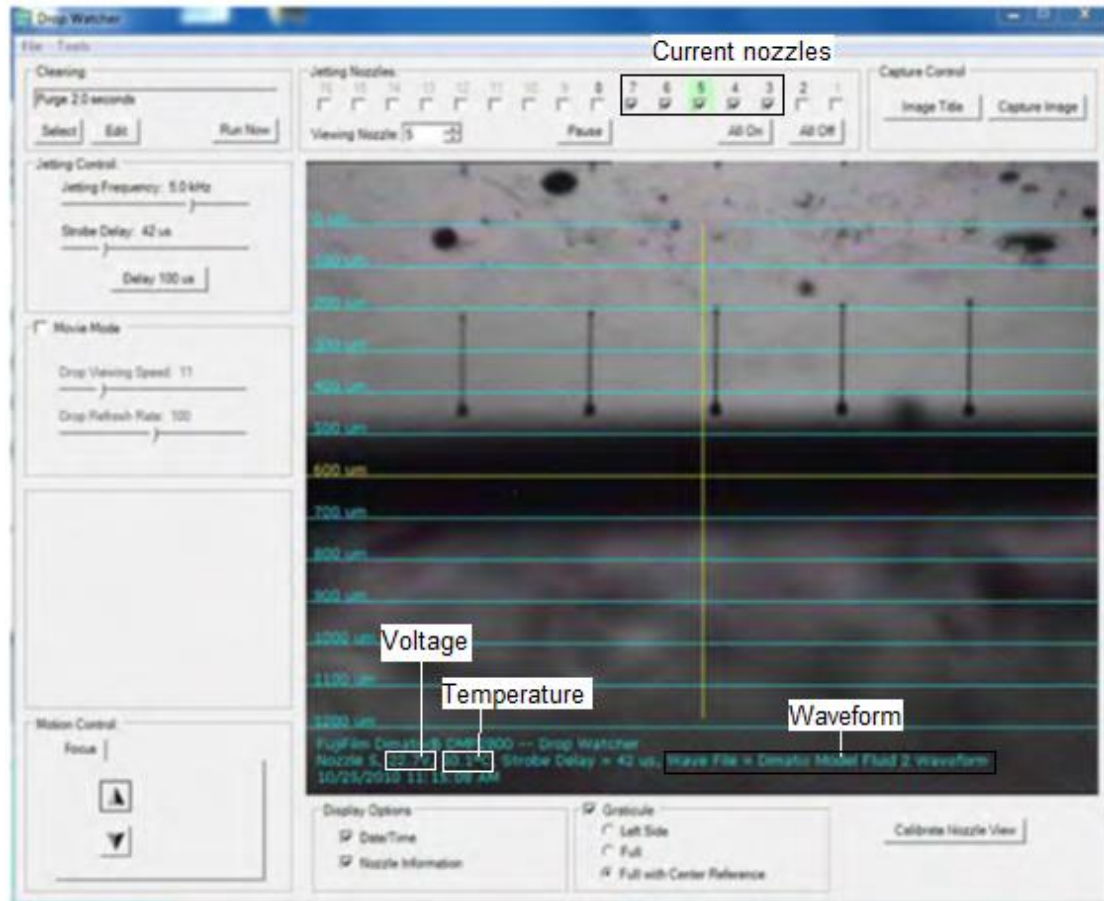 Drop Watcher
File Tools
Current nozzles
Cleaning
Purge 2.0 seconds
Select Edit Run Now
Jetting Nozzles
16 15 14 13 12 11 10 9 8 7 6 5 4 3 2 1
Viewing Nozzle 5 Pause All On All Off
Capture Control
Image Title Capture Image
Jetting Control
Jetting Frequency: 5.0 kHz
Strobe Delay: 42 us
Delay 100 us
Movie Mode
Drop Viewing Speed: 11
Drop Refresh Rate: 100
0 um
100 um
200 um
300 um
400 um
500 um
600 um
700 um
800 um
900 um
1000 um
1100 um
1200 um
Voltage
Temperature
Waveform
FujiFilm Dimatix® -- Drop Watcher
Nozzle 5, Strobe Delay = 42 us, Wave File = Dimatix Model Fluid 2 Waveform
10/25/2010 11:15:08 AM
Motion Control
Focus
Display Options
Date/Time
Nozzle Information
Graticule
Left Side
Full
Full with Center Reference
Calibrate Nozzle View